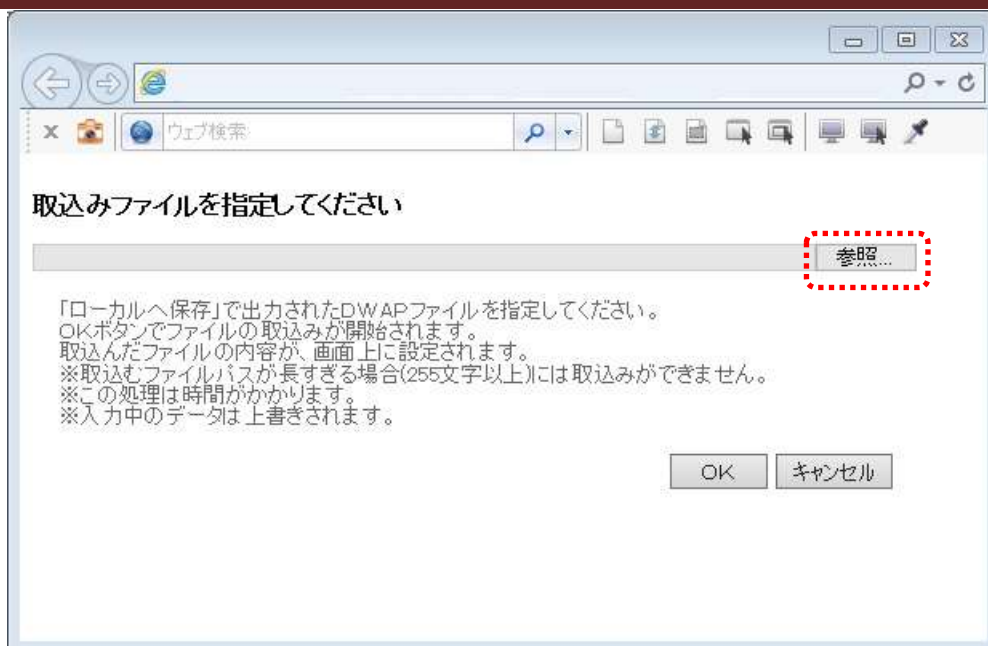 ウェブ検索
取込みファイルを指定してください
参照...
「ローカルへ保存」で出力されたDWAPファイルを指定してください。
OKボタンでファイルの取込みが開始されます。
取込んだファイルの内容が、画面上に設定されます。
※取込むファイルパスが長すぎる場合(255文字以上)には取込みができません。
※この処理は時間がかかります。
※入力中のデータは上書きされます。
OK キャンセル